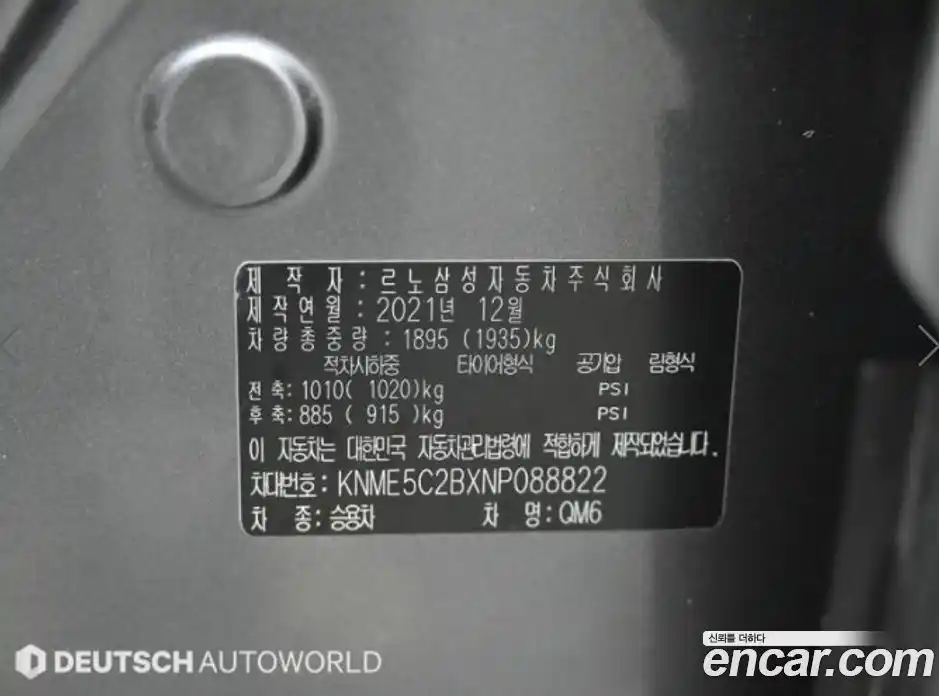 제 작 자 : 르노삼성자동차주식회사
제작연월 : 2021년 12월
차량총중량 : 1895 (1935)kg
적차시하중 타이어형식 공기압 림형식
전 축: 1010( 1020)kg PSI
후 축: 885 ( 915 )kg PSI
이 자동차는 대한민국 자동차관리법령에 적합하게 제작되었습니다.
차대번호: KNME5C2BXNP088822
차 종: 승용차 차 명: QM6
DEUTSCH AUTOWORLD
신뢰를 더하다
encar.com